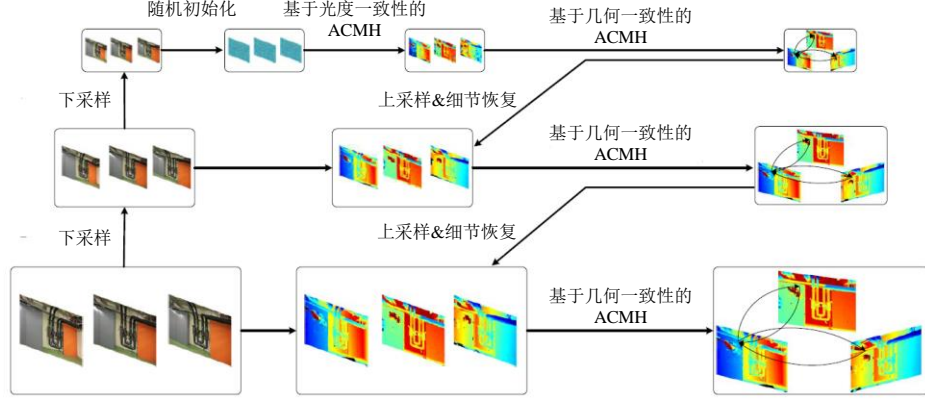 随机初始化
基于光度一致性的
ACMH
基于几何一致性的
ACMH
下采样
上采样&细节恢复
基于几何一致性的
ACMH
下采样
上采样&细节恢复
基于几何一致性的
ACMH